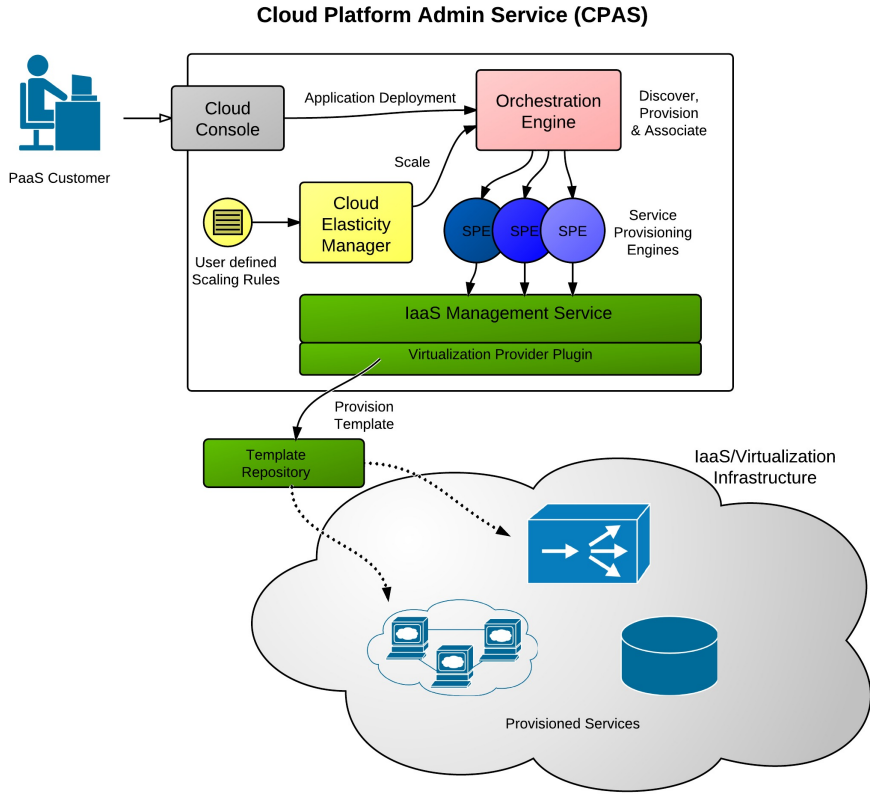 Cloud Platform Admin Service (CPAS)
PaaS Customer
Cloud
Console
Application Deployment
Orchestration
Engine
Discover,
Provision
& Associate
Scale
Cloud
Elasticity
Manager
User defined
Scaling Rules
SPE
SPE
SPE
Service
Provisioning
Engines
IaaS Management Service
Virtualization Provider Plugin
Provision
Template
Template
Repository
IaaS/Virtualization
Infrastructure
Provisioned Services